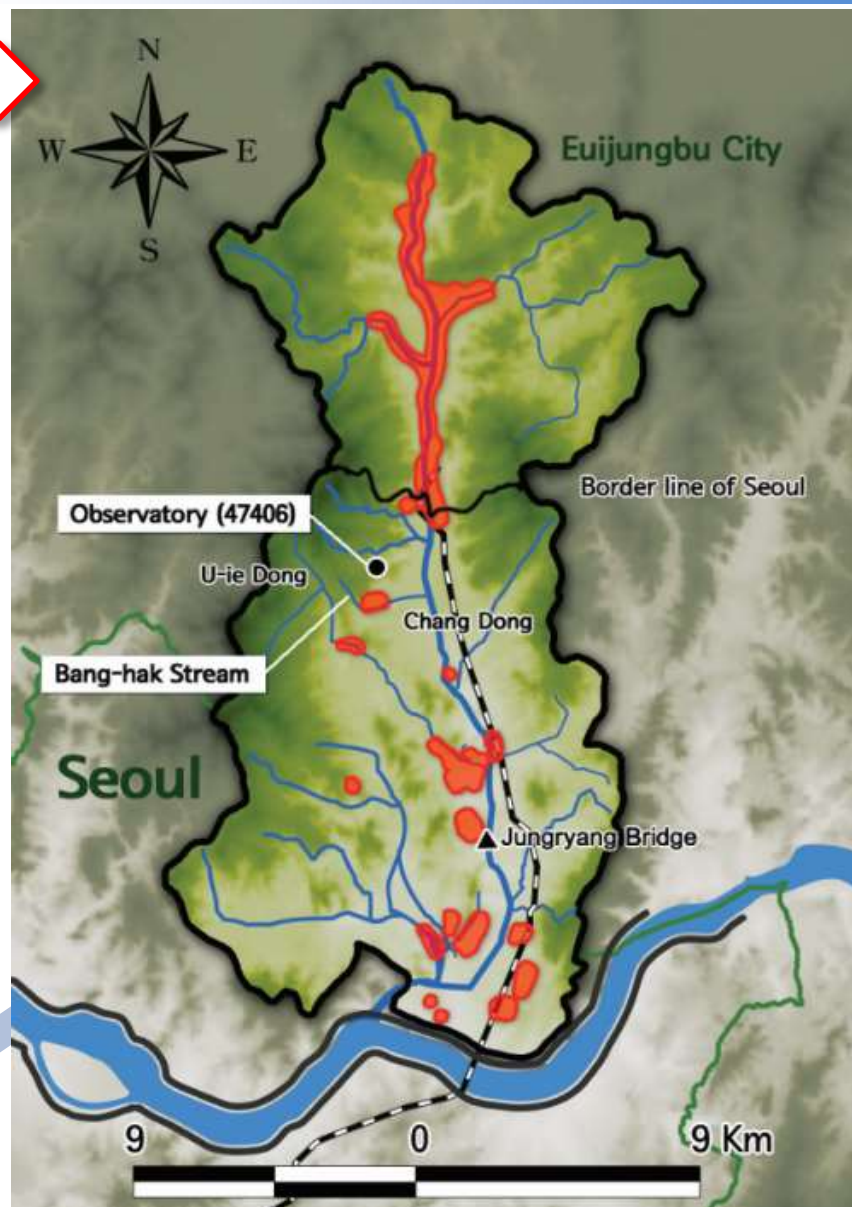 N
W E
S
Euijungbu City
Border line of Seoul
Observatory (47406)
U-ie Dong
Chang Dong
Bang-hak Stream
Seoul
Jungryang Bridge
9 0 9 Km